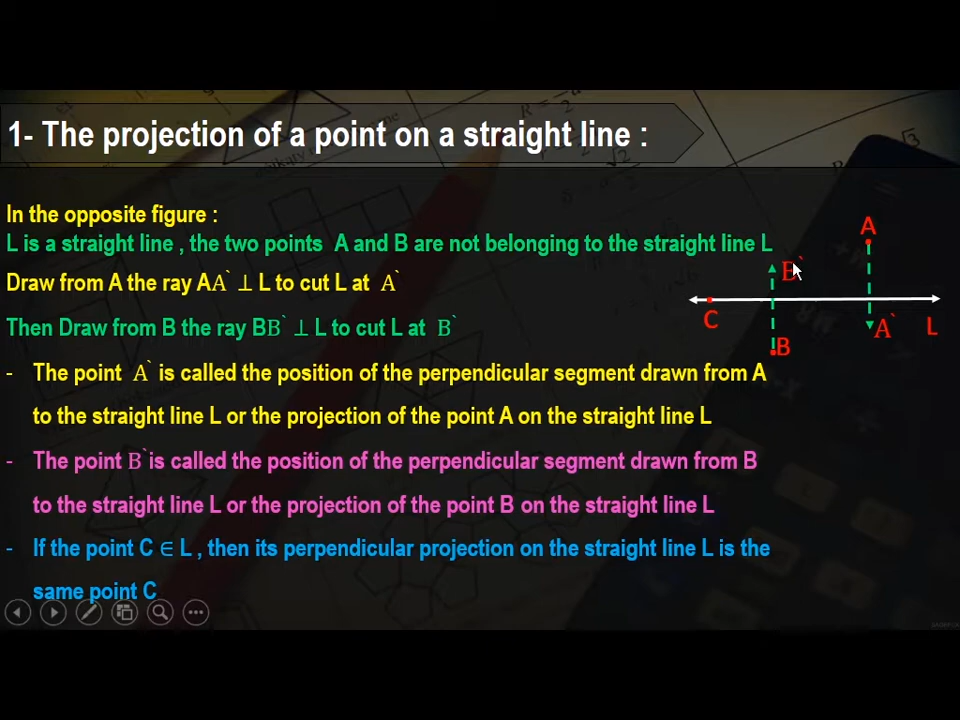 1- The projection of a point on a straight line :
In the opposite figure :
L is a straight line , the two points A and B are not belonging to the straight line L
Draw from A the ray AA` ⊥ L to cut L at A`
Then Draw from B the ray BB` ⊥ L to cut L at B`
- The point A` is called the position of the perpendicular segment drawn from A
to the straight line L or the projection of the point A on the straight line L
- The point B` is called the position of the perpendicular segment drawn from B
to the straight line L or the projection of the point B on the straight line L
- If the point C ∈ L , then its perpendicular projection on the straight line L is the
same point C
A
B`
C
A`
L
B